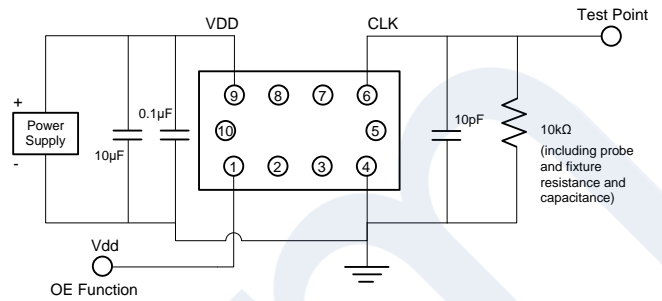 VDD
CLK
Test Point
+
Power
Supply
-
10µF
0.1µF
9
8
7
6
10
5
1
2
3
4
10pF
10kΩ
(including probe
and fixture
resistance and
capacitance)
Vdd
OE Function